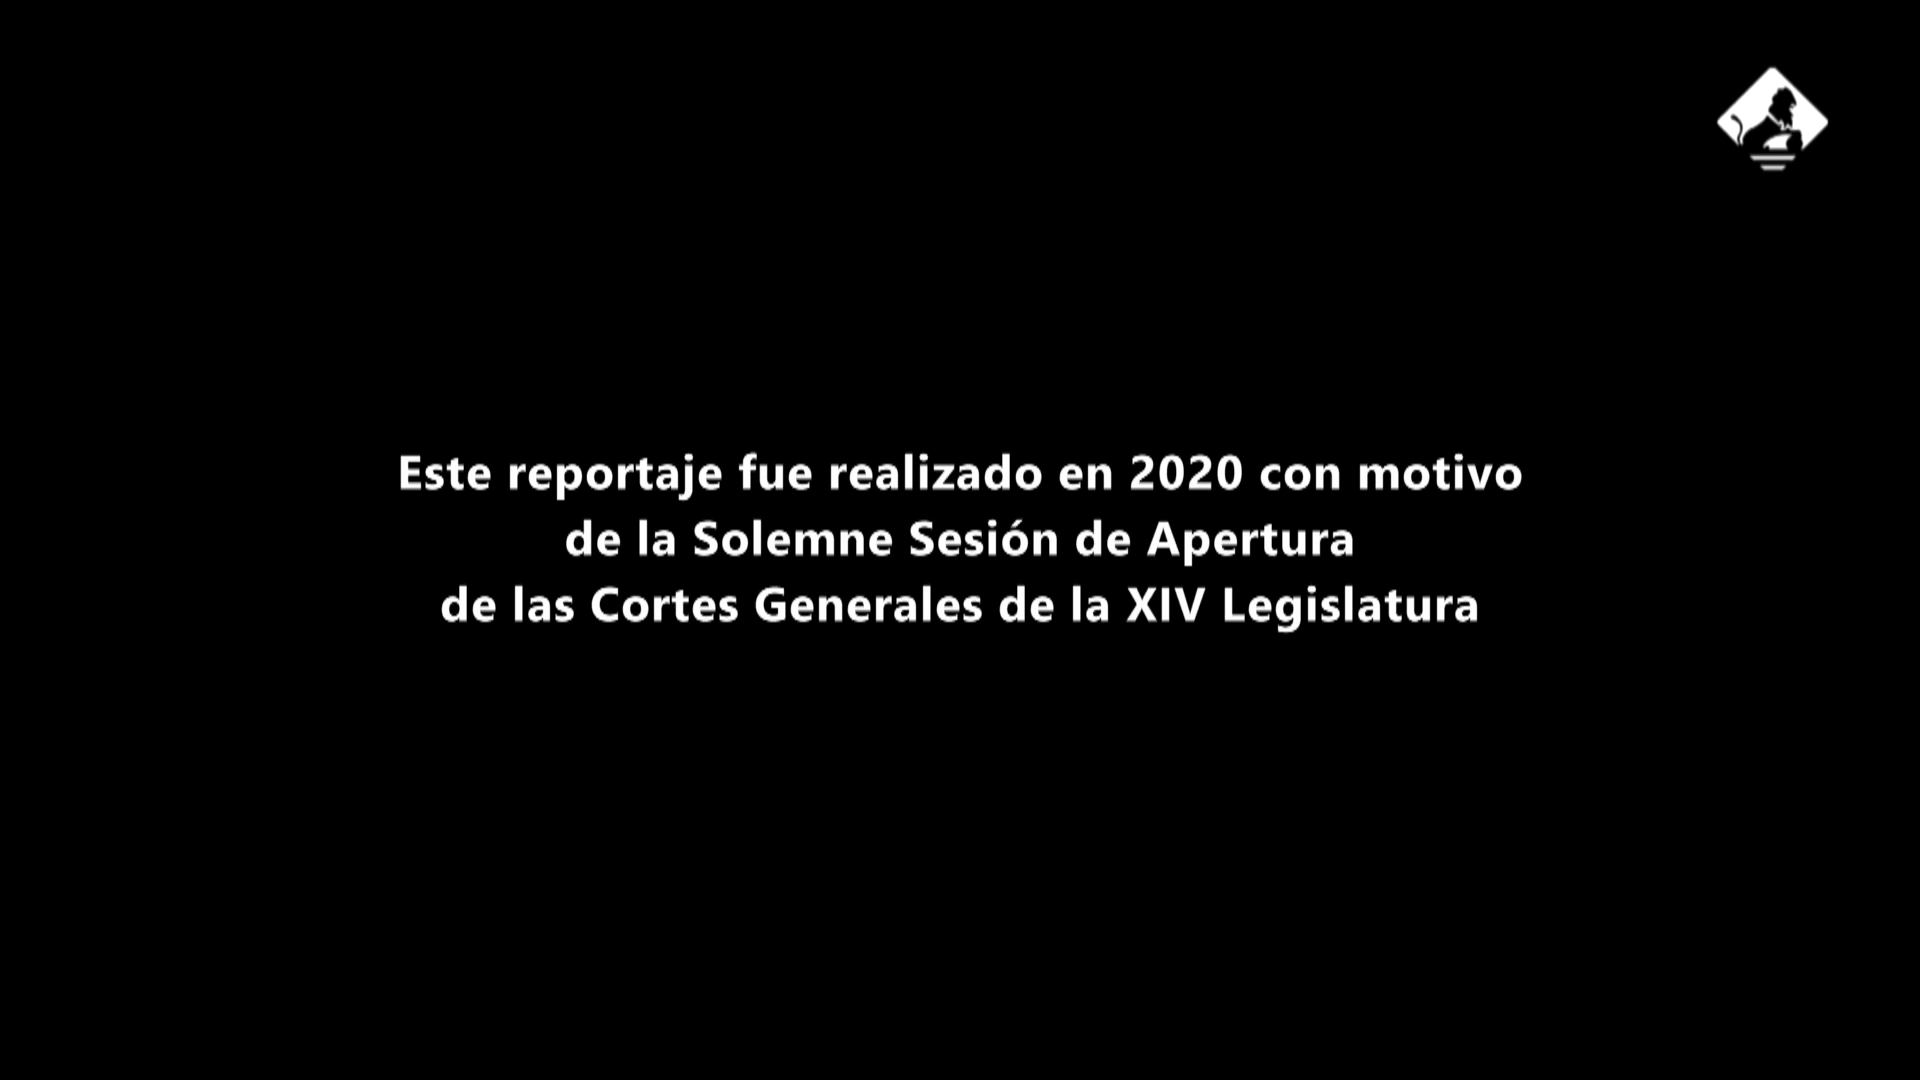 Este reportaje fue realizado en 2020 con motivo
de la Solemne Sesión de Apertura
de las Cortes Generales de la XIV Legislatura